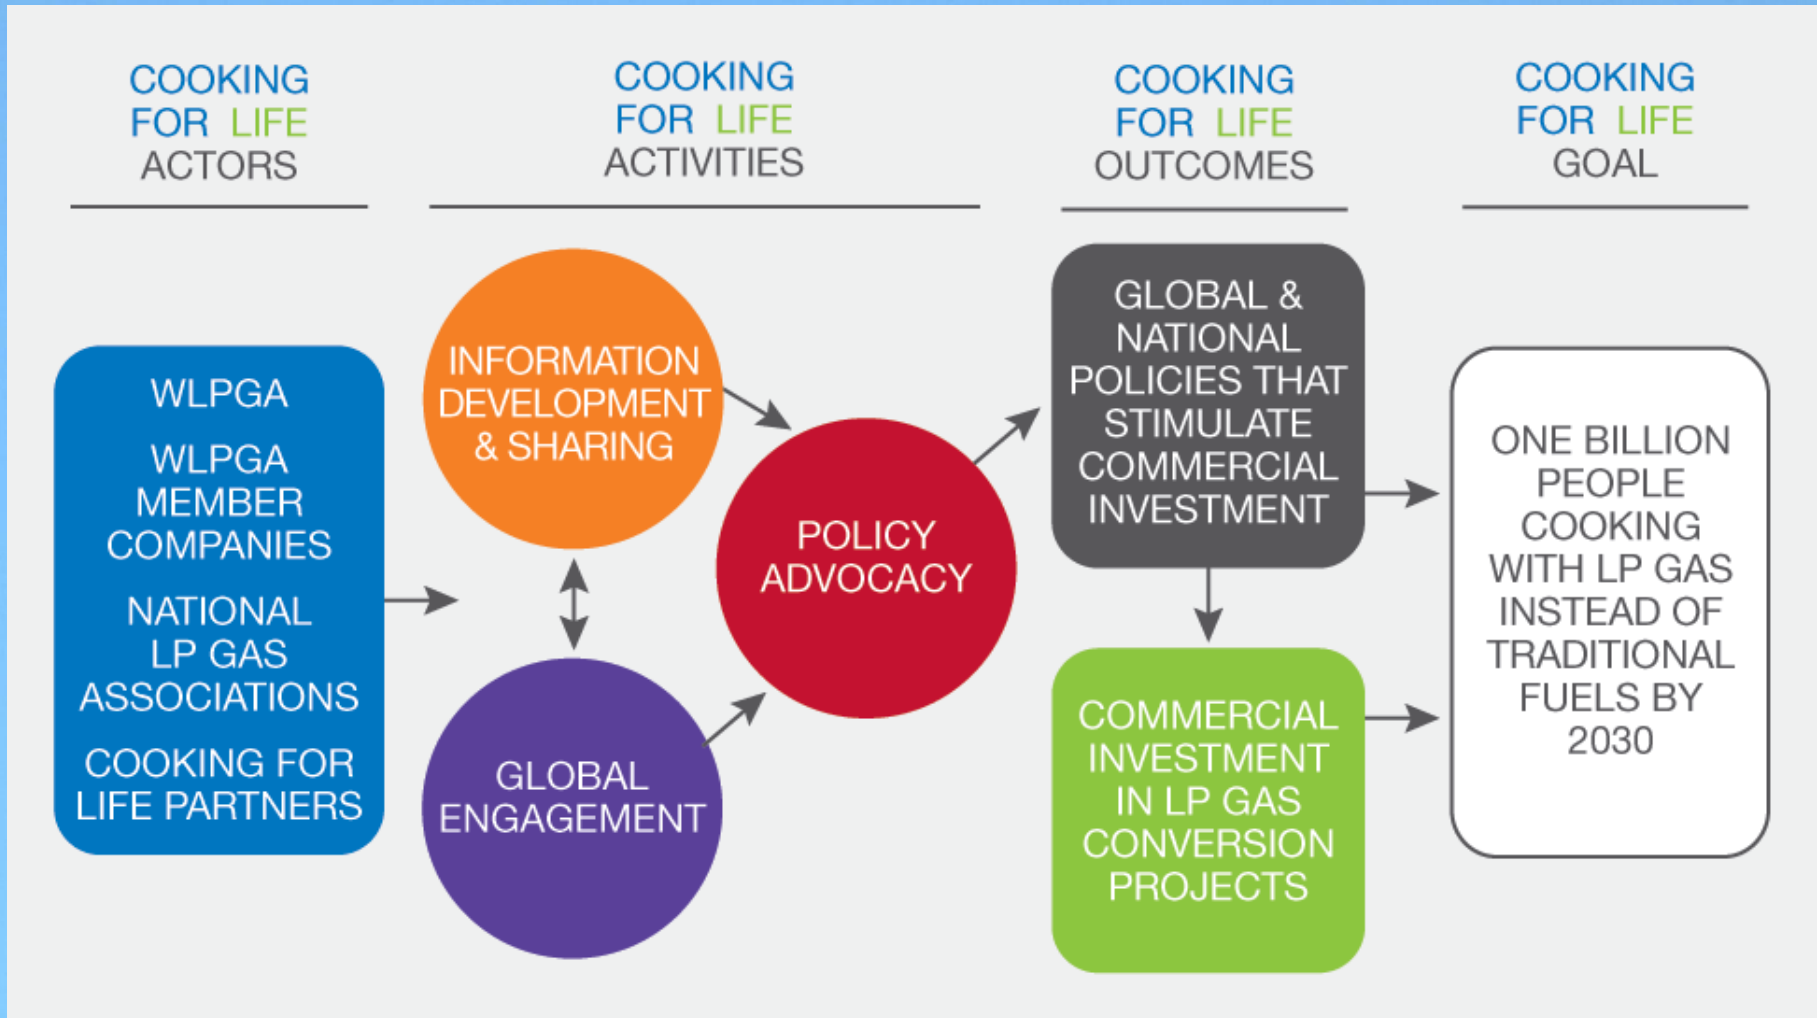 COOKING
FOR LIFE
ACTORS
COOKING
FOR LIFE
ACTIVITIES
COOKING
FOR LIFE
OUTCOMES
COOKING
FOR LIFE
GOAL
WLPGA
WLPGA
MEMBER
COMPANIES
NATIONAL
LP GAS
ASSOCIATIONS
COOKING FOR
LIFE PARTNERS
INFORMATION
DEVELOPMENT
& SHARING
GLOBAL
ENGAGEMENT
POLICY
ADVOCACY
GLOBAL &
NATIONAL
POLICIES THAT
STIMULATE
COMMERCIAL
INVESTMENT
COMMERCIAL
INVESTMENT
IN LP GAS
CONVERSION
PROJECTS
ONE BILLION
PEOPLE
COOKING
WITH LP GAS
INSTEAD OF
TRADITIONAL
FUELS BY
2030